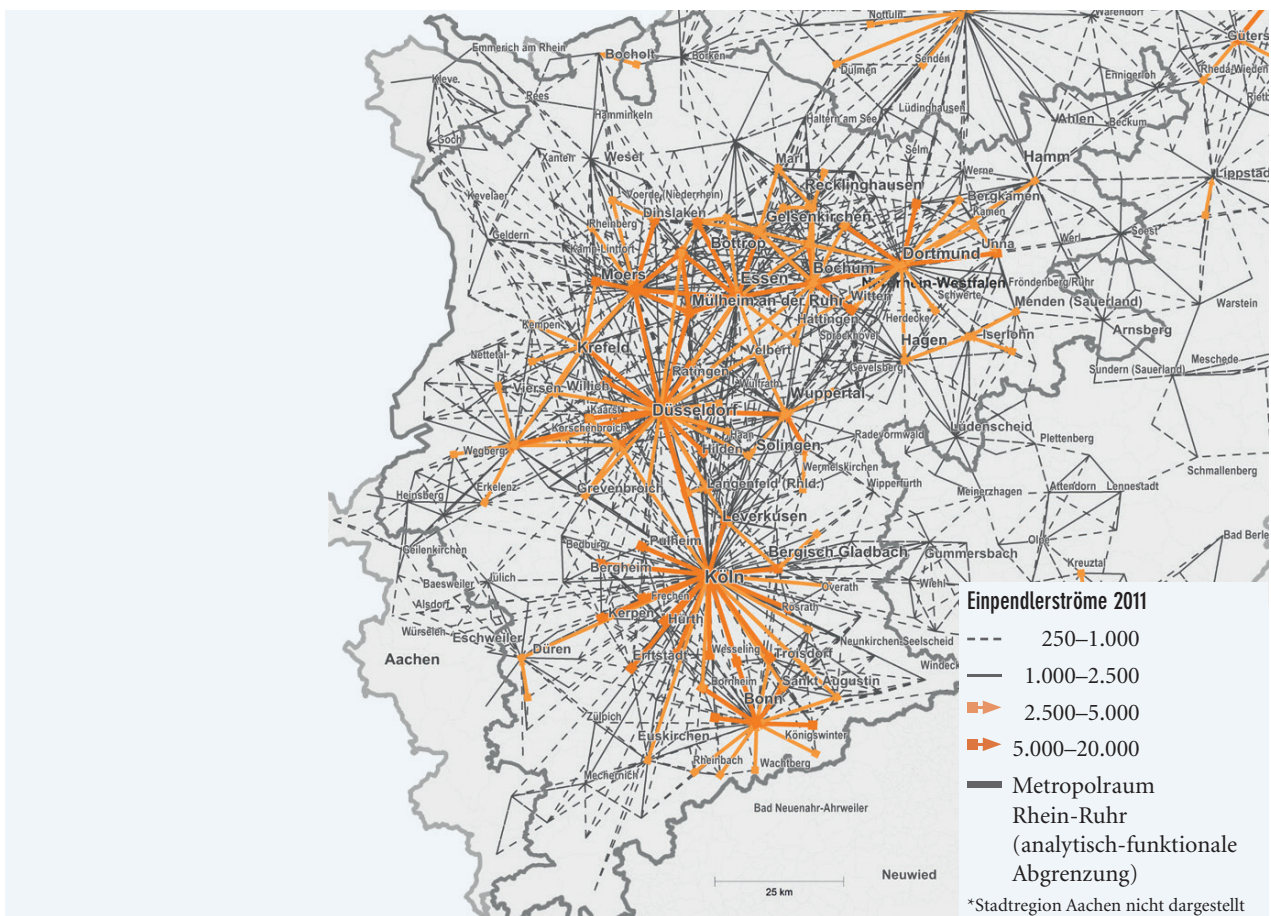 Nottuln
Warendorf
Güters
Emmerich am Rhein
Bocholt
Borken
Dülmen
Senden
Rheda/Wieden
Ennigerloh
Kleve
Rees
Lüdinghausen
Rietb
Hamminkeln
Haltern am See
Ahlen
Beckum
Goch
Selm
Hamm
Xanten
Wesel
Marl
Werne
Lippstad
Kevelaer
Voerde (Niederrhein)
Recklinghausen
Bergkamen
Dinslaken
Gelsenkirchen
Kamen
Rheinberg
Geldern
Kamp-Lintfort
Bottrop
Unna
Werl
Soest
Dortmund
Moers
Essen
Bochum
Nordrhein-Westfalen
Fröndenberg/Ruhr
Mülheim an der Ruhr
Witten
Schwerte
Menden (Sauerland)
Warstein
Kempen
Hattingen
Herdecke
Arnsberg
Sprockhövel
Hagen
Iserlohn
Krefeld
Velbert
Nettetal
Gevelsberg
Meschede
Ratingen
Sundern (Sauerland)
Viersen
Willich
Wülfrath
Wuppertal
Kaarst
Düsseldorf
Korschenbroich
Haan
Radevormwald
Lüdenscheid
Plettenberg
Wegberg
Hilden
Solingen
Wermelskirchen
Schmallenberg
Erkelenz
Grevenbroich
Langenfeld (Rhld.)
Wipperfürth
Meinerzhagen
Attendorn
Lennestadt
Heinsberg
Leverkusen
Bad Berle
Geilenkirchen
Bedburg
Pulheim
Bergisch Gladbach
Gummersbach
Olpe
Kreuztal
Baesweiler
Jülich
Bergheim
Köln
Wiehl
Overath
Alsdorf
Frechen
Rösrath
Kerpen
Hürth
Würselen
Eschweiler
Neunkirchen-Seelscheid
Aachen
Düren
Erftstadt
Wesseling
Troisdorf
Windeck
Bornheim
Sankt Augustin
Bonn
Zülpich
Euskirchen
Königswinter
Rheinbach
Wachtberg
Mechernich
Bad Neuenahr-Ahrweiler
Neuwied
25 km
Einpendlerströme 2011
250–1.000
1.000–2.500
2.500–5.000
5.000–20.000
Metropolraum
Rhein-Ruhr
(analytisch-funktionale
Abgrenzung)
*Stadtregion Aachen nicht dargestellt